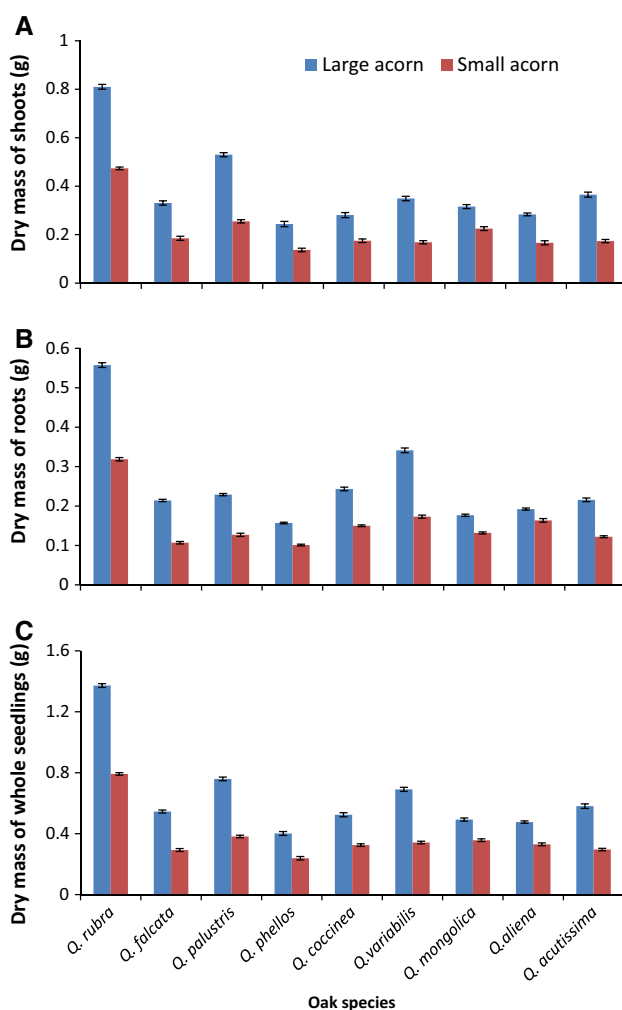 A
Dry mass of shoots (g)
1
0.8
0.6
0.4
0.2
0
Large acorn
Small acorn
B
Dry mass of roots (g)
0.6
0.5
0.4
0.3
0.2
0.1
0
C
Dry mass of whole seedlings (g)
1.6
1.2
0.8
0.4
0
Q. rubra
Q. falcata
Q. palustris
Q. phellos
Q. coccinea
Q.variabilis
Q. mongolica
Q.aliena
Q. acutissima
Oak species